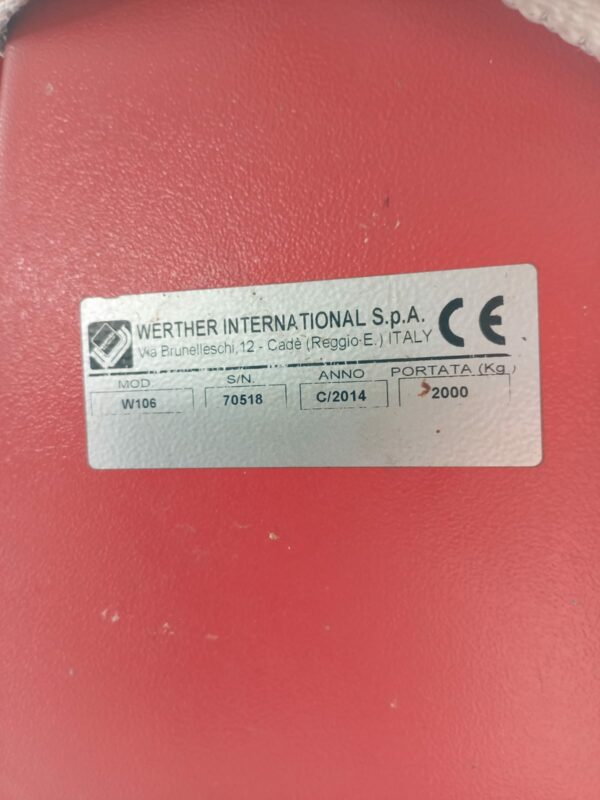 WERTHER INTERNATIONAL S.p.A.
Via Brunelleschi, 12 - Cadè (Reggio E.) ITALY
CE
MOD S/N. ANNO PORTATA (Kg)
W106 70518 C/2014 2000